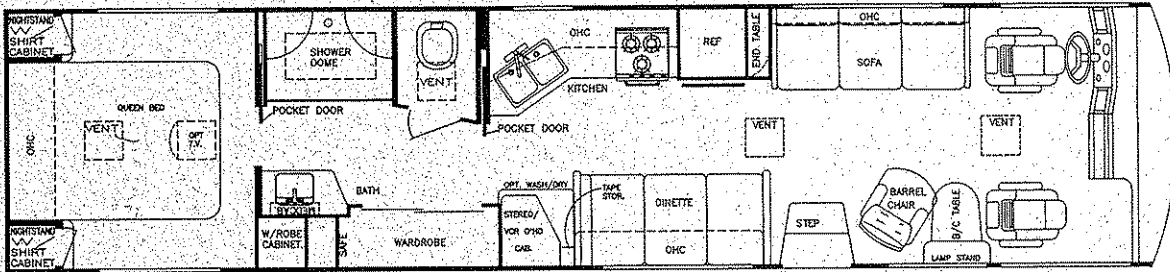 NIGHTSTAND
W/
SHIRT
CABINET
OHC
QUEEN BED
VENT
OPT
T.V.
NIGHTSTAND
W/
SHIRT
CABINET
SHOWER
DOME
POCKET DOOR
VENT
OHC
KITCHEN
POCKET DOOR
REF
END TABLE
OHC
SOFA
VENT
VENT
BATH
MEDCAB
W/ROBE
CABINET
SAFE
WARDROBE
OPT. WASH/DRY
STEREO/
VCR O'HD
CAB.
TAPE
STOR.
DINETTE
OHC
STEP
BARREL
CHAIR
B/C TABLE
LAMP STAND